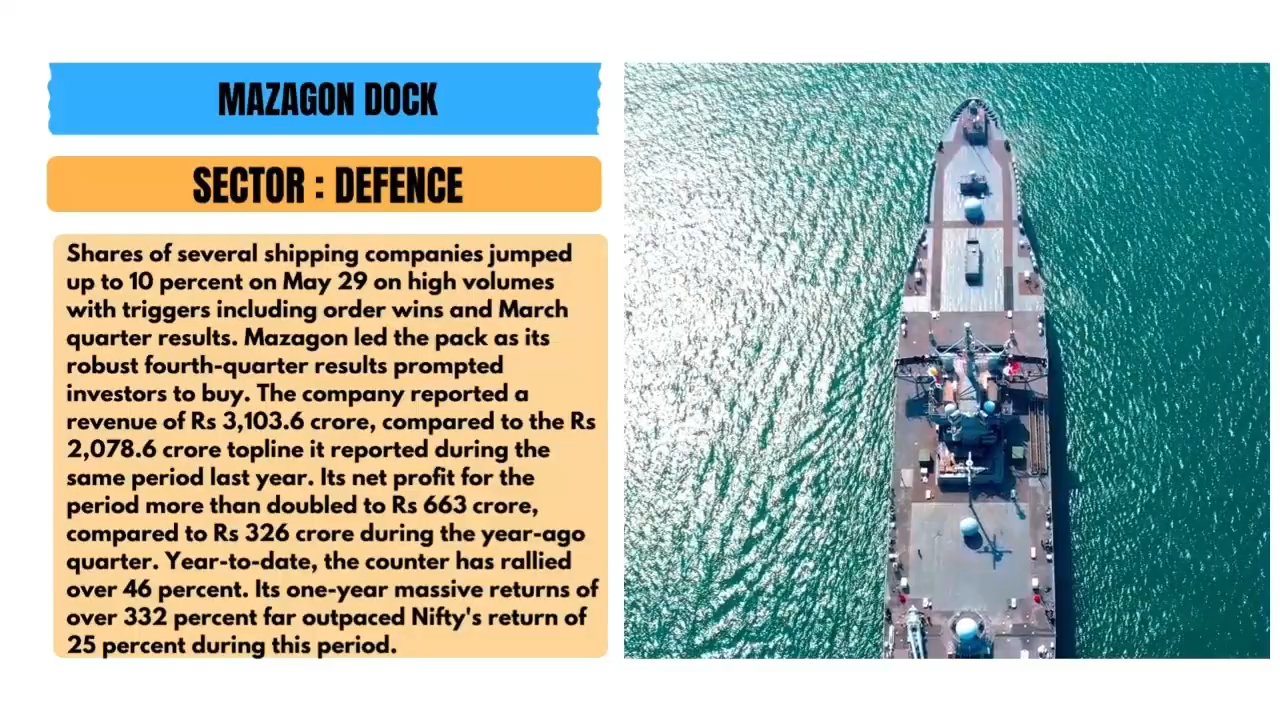 MAZAGON DOCK
SECTOR : DEFENCE
Shares of several shipping companies jumped
up to 10 percent on May 29 on high volumes
with triggers including order wins and March
quarter results. Mazagon led the pack as its
robust fourth-quarter results prompted
investors to buy. The company reported a
revenue of Rs 3,103.6 crore, compared to the Rs
2,078.6 crore topline it reported during the
same period last year. Its net profit for the
period more than doubled to Rs 663 crore,
compared to Rs 326 crore during the year-ago
quarter. Year-to-date, the counter has rallied
over 46 percent. Its one-year massive returns of
over 332 percent far outpaced Nifty's return of
25 percent during this period.